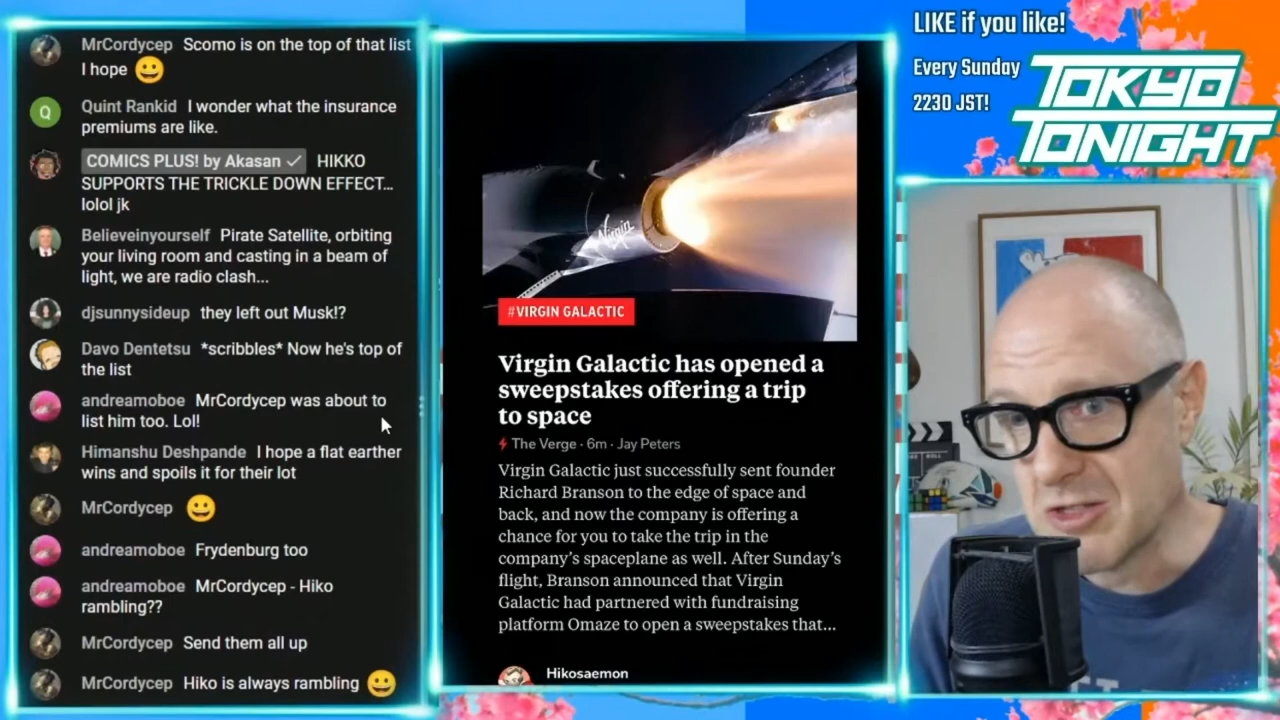 MrCordycep Scomo is on the top of that list
I hope
Q
Quint Rankid I wonder what the insurance
premiums are like.
COMICS PLUS! by Akasan HIKKO
SUPPORTS THE TRICKLE DOWN EFFECT...
lolol jk
Believeinyourself Pirate Satellite, orbiting
your living room and casting in a beam of
light, we are radio clash...
djsunnysideup they left out Musk!?
Davo Dentetsu *scribbles* Now he's top of
the list
andreamoboe MrCordycep was about to
list him too. Lol!
Himanshu Deshpande I hope a flat earther
wins and spoils it for their lot
MrCordycep
andreamoboe Frydenburg too
andreamoboe MrCordycep - Hiko
rambling??
MrCordycep Send them all up
MrCordycep Hiko is always rambling
Virgin
#VIRGIN GALACTIC
Virgin Galactic has opened a
sweepstakes offering a trip
to space
The Verge · 6m · Jay Peters
Virgin Galactic just successfully sent founder
Richard Branson to the edge of space and
back, and now the company is offering a
chance for you to take the trip in the
company's spaceplane as well. After Sunday's
flight, Branson announced that Virgin
Galactic had partnered with fundraising
platform Omaze to open a sweepstakes that...
Hikosaemon
LIKE if you like!
Every Sunday
2230 JST!
TOKYO
TONIGHT